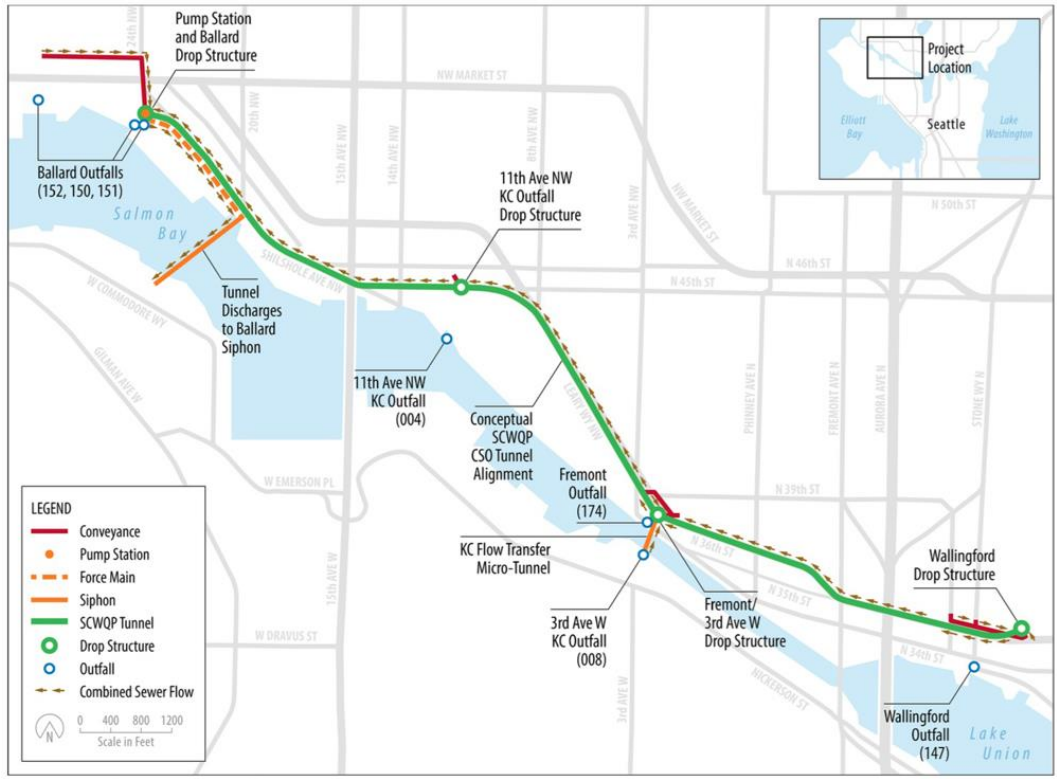 24th NW
Pump Station
and Ballard
Drop Structure
NW MARKET ST
20th NW
15th AVE NW
14th AVE NW
8th AVE NW
3rd AVE NW
NW MARKET ST
N 50th ST
N 46th ST
N 45th ST
Project
Location
Elliott
Bay
Seattle
Lake
Washington
Ballard Outfalls
(152, 150, 151)
Salmon
Bay
SHILSHOLE AVE NW
11th Ave NW
KC Outfall
Drop Structure
W COMMODORE WY
GILMAN AVE W
Tunnel
Discharges
to Ballard
Siphon
11th Ave NW
KC Outfall
(004)
Conceptual
SCWQP
CSO Tunnel
Alignment
LEARY WY NW
PHINNEY AVE N
FREMONT AVE N
AURORA AVE N
STONE WY N
W EMERSON PL
15th AVE W
W DRAVUS ST
Fremont
Outfall
(174)
N 39th ST
KC Flow Transfer
Micro-Tunnel
N 36th ST
N 35th ST
N 34th ST
3rd Ave W
KC Outfall
(008)
Fremont/
3rd Ave W
Drop Structure
3rd AVE W
NICKERSON ST
Wallingford
Drop Structure
Wallingford
Outfall
(147)
Lake
Union
LEGEND
Conveyance
Pump Station
Force Main
Siphon
SCWQP Tunnel
Drop Structure
Outfall
Combined Sewer Flow
N
0 400 800 1200
Scale in Feet